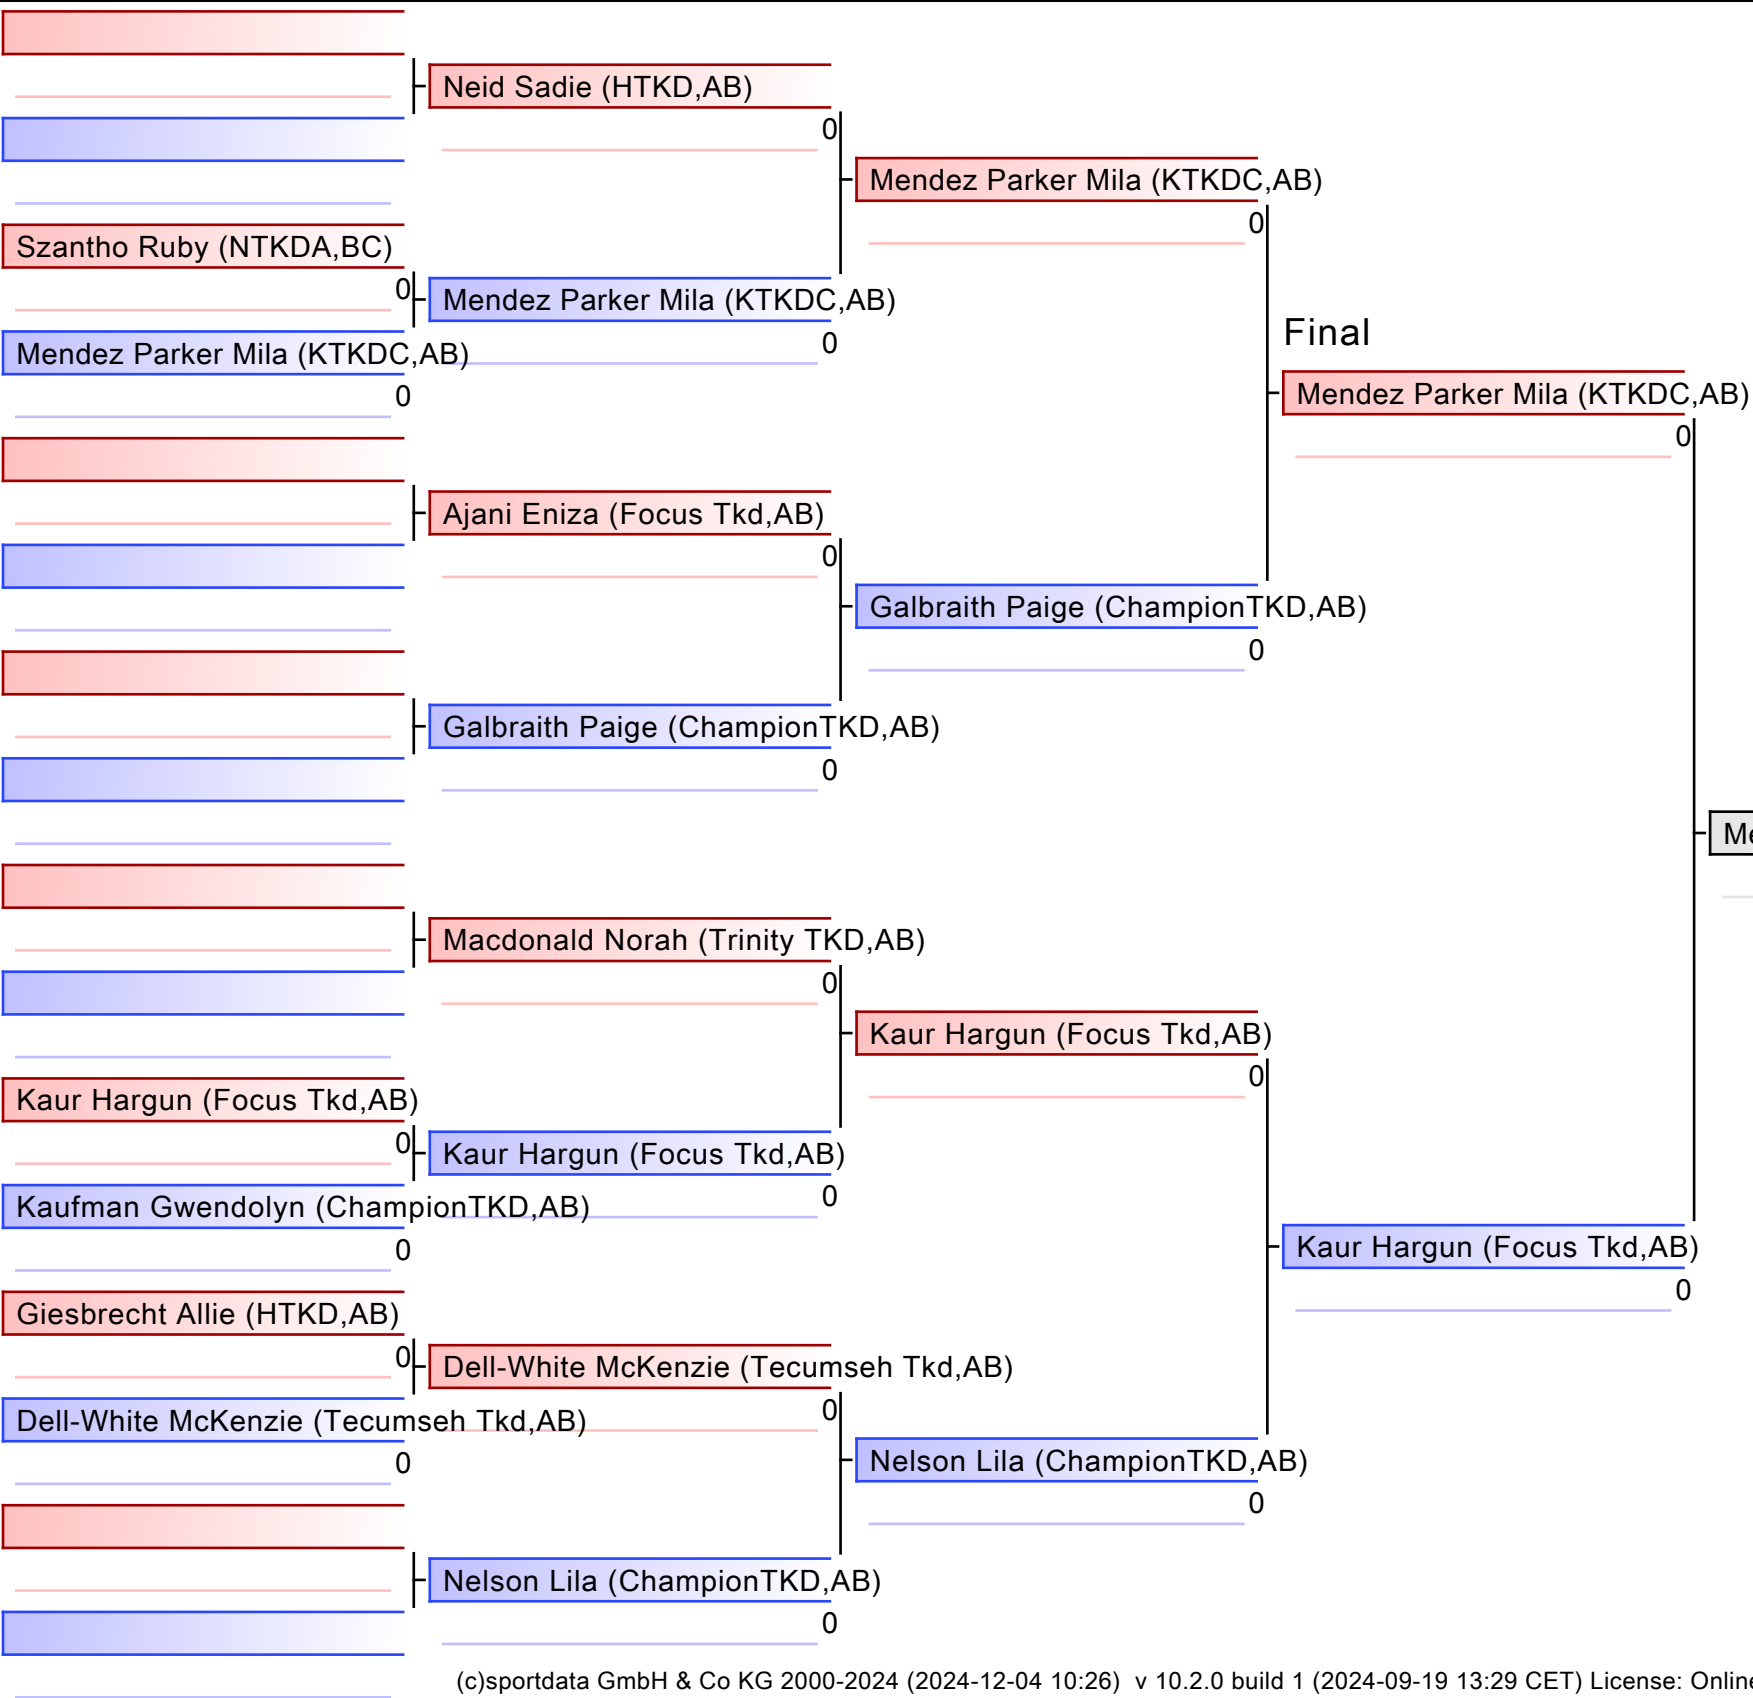 Neid Sadie (HTKD,AB)
0
Mendez Parker Mila (KTKDC,AB)
0
Szantho Ruby (NTKDA,BC)
0
Mendez Parker Mila (KTKDC,AB)
0
Mendez Parker Mila (KTKDC,AB)
0
Final
Mendez Parker Mila (KTKDC,AB)
0
Ajani Eniza (Focus Tkd,AB)
0
Galbraith Paige (ChampionTKD,AB)
0
Galbraith Paige (ChampionTKD,AB)
0
Me
Macdonald Norah (Trinity TKD,AB)
0
Kaur Hargun (Focus Tkd,AB)
0
Kaur Hargun (Focus Tkd,AB)
0
Kaur Hargun (Focus Tkd,AB)
0
Kaufman Gwendolyn (ChampionTKD,AB)
0
Kaur Hargun (Focus Tkd,AB)
0
Giesbrecht Allie (HTKD,AB)
0
Dell-White McKenzie (Tecumseh Tkd,AB)
0
Dell-White McKenzie (Tecumseh Tkd,AB)
0
Nelson Lila (ChampionTKD,AB)
0
Nelson Lila (ChampionTKD,AB)
0
(c)sportdata GmbH & Co KG 2000-2024 (2024-12-04 10:26) v 10.2.0 build 1 (2024-09-19 13:29 CET) License: Online